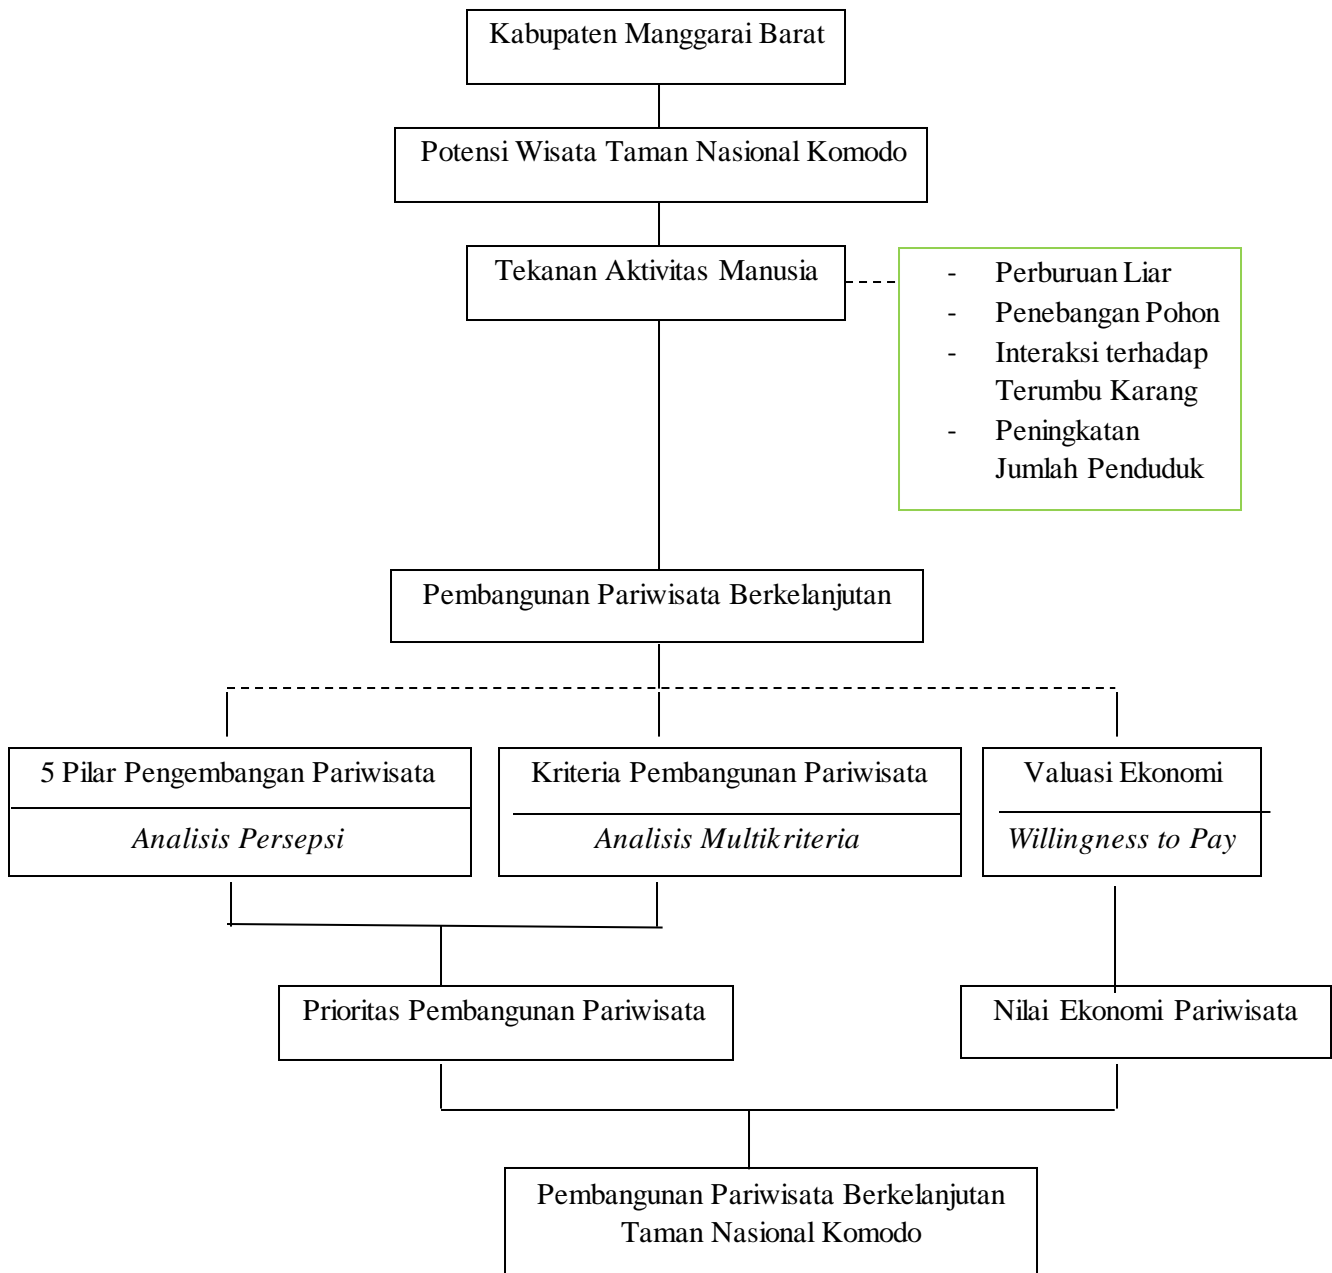 Kabupaten Manggarai Barat
Potensi Wisata Taman Nasional Komodo
Tekanan Aktivitas Manusia
- Perburuan Liar
- Penebangan Pohon
- Interaksi terhadap
Terumbu Karang
- Peningkatan
Jumlah Penduduk
Pembangunan Pariwisata Berkelanjutan
5 Pilar Pengembangan Pariwisata
Analisis Persepsi
Kriteria Pembangunan Pariwisata
Analisis Multikriteria
Valuasi Ekonomi
Willingness to Pay
Prioritas Pembangunan Pariwisata
Nilai Ekonomi Pariwisata
Pembangunan Pariwisata Berkelanjutan
Taman Nasional Komodo